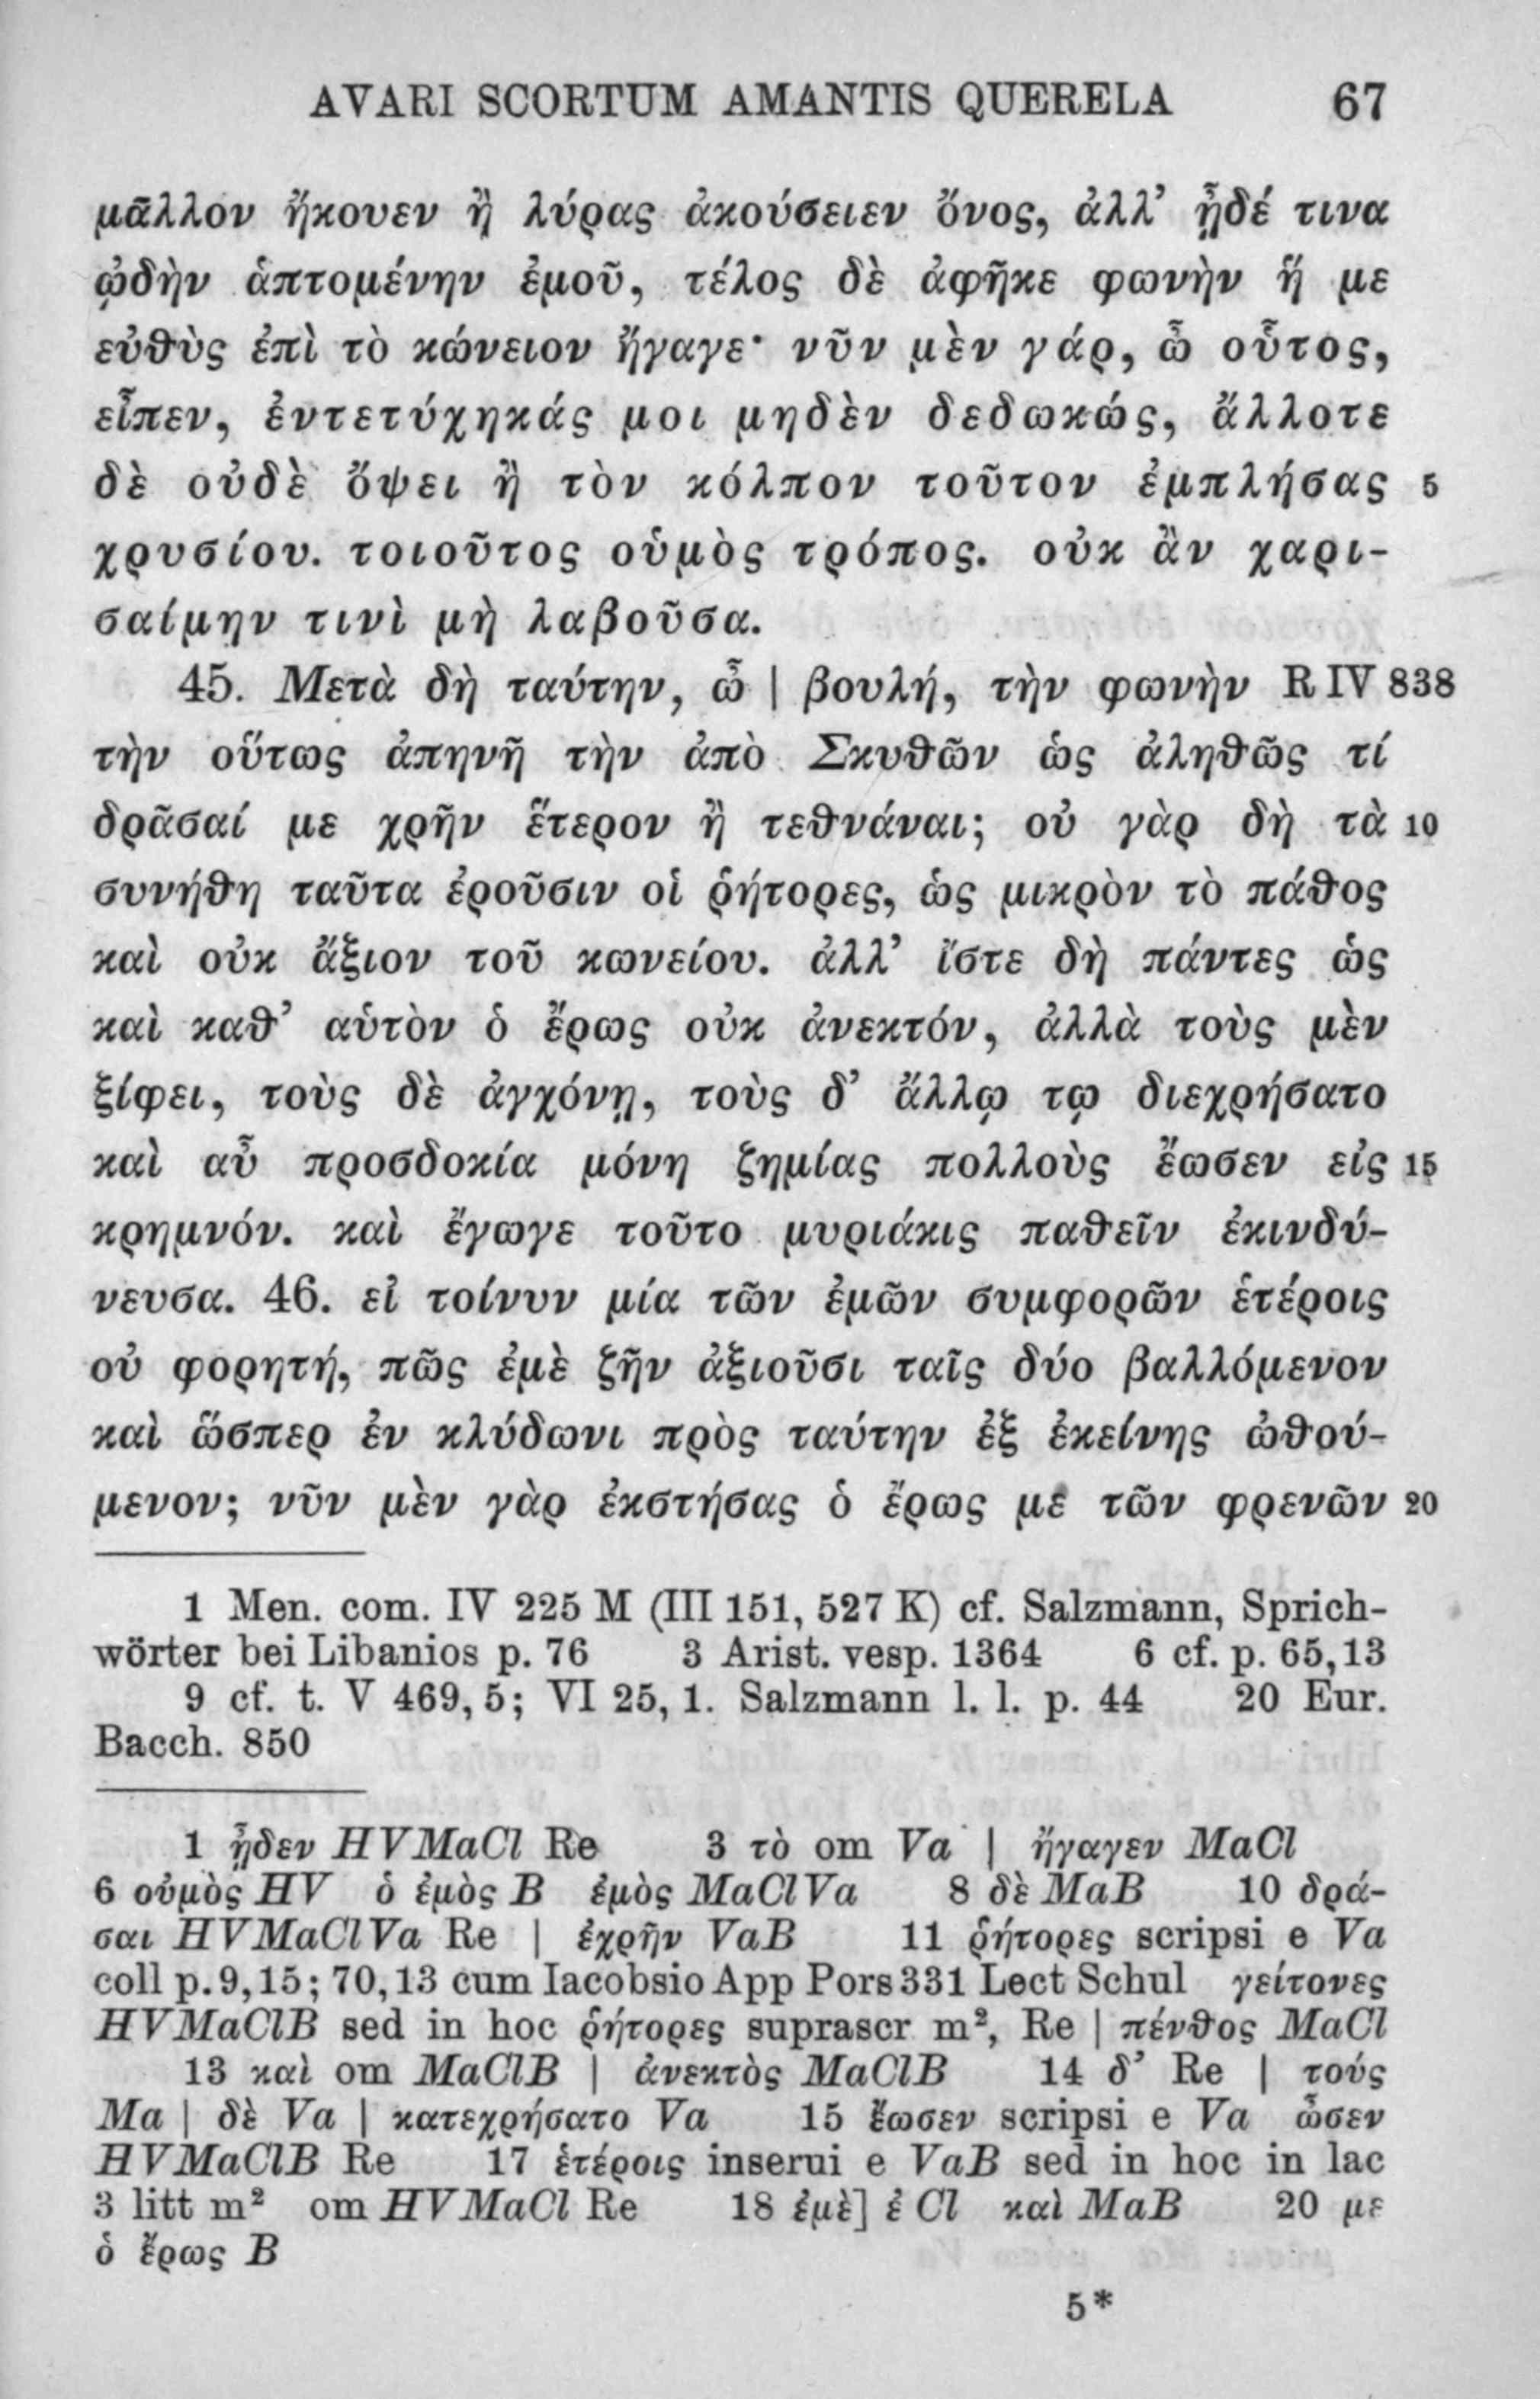 AVARI SCORTUM AMANTIS QUERELA 67
μᾶλλον ἤκουεν ἢ λύρας ἀκούσειεν ὄνος, ἀλλ’ ᾖδέ τινα
ᾠδὴν ἁπτομένην ἐμοῦ, τέλος δὲ ἀφῆκε φωνὴν ἥ με
εὐθὺς ἐπὶ τὸ κώνειον ἤγαγε· νῦν μὲν γάρ, ὦ οὗτος,
εἶπεν, ἐντετύχηκάς μοι μηδὲν δεδωκώς, ἄλλοτε
δὲ οὐδὲ ὄψει ἢ τὸν κόλπον τοῦτον ἐμπλήσας 5
χρυσίου. τοιοῦτος οὑμὸς τρόπος. οὐκ ἂν χαρι-
σαίμην τινὶ μὴ λαβοῦσα.
45. Μετὰ δὴ ταύτην, ὦ | βουλή, τὴν φωνὴν R IV 838
τὴν οὕτως ἀπηνῆ τὴν ἀπὸ Σκυθῶν ὡς ἀληθῶς τί
δρᾶσαί με χρῆν ἕτερον ἢ τεθνάναι; οὐ γὰρ δὴ τὰ 10
συνήθη ταῦτα ἐροῦσιν οἱ ῥήτορες, ὡς μικρὸν τὸ πάθος
καὶ οὐκ ἄξιον τοῦ κωνείου. ἀλλ’ ἴστε δὴ πάντες ὡς
καὶ καθ’ αὑτὸν ὁ ἔρως οὐκ ἀνεκτόν, ἀλλὰ τοὺς μὲν
ξίφει, τοὺς δὲ ἀγχόνῃ, τοὺς δ’ ἄλλῳ τῳ διεχρήσατο
καὶ αὖ προσδοκία μόνη ζημίας πολλοὺς ἔωσεν εἰς 15
κρημνόν. καὶ ἔγωγε τοῦτο μυριάκις παθεῖν ἐκινδύ-
νευσα. 46. εἰ τοίνυν μία τῶν ἐμῶν συμφορῶν ἑτέροις
οὐ φορητή, πῶς ἐμὲ ζῆν ἀξιοῦσι ταῖς δύο βαλλόμενον
καὶ ὥσπερ ἐν κλύδωνι πρὸς ταύτην ἐξ ἐκείνης ὠθού-
μενον; νῦν μὲν γὰρ ἐκστήσας ὁ ἔρως με τῶν φρενῶν 20
1 Men. com. IV 225 M (III 151, 527 K) cf. Salzmann, Sprich-
wörter bei Libanios p. 76 3 Arist. vesp. 1364 6 cf. p. 65,13
9 cf. t. V 469, 5; VI 25, 1. Salzmann l. l. p. 44 20 Eur.
Bacch. 850
1 ᾖδεν HVMaCl Re 3 τὸ om Va | ἤγαγεν MaCl
6 οὐμὸς HV ὁ ἐμὸς B ἐμὸς MaClVa 8 δὲ MaB 10 δρά-
σαι HVMaClVa Re | ἐχρῆν VaB 11 ῥήτορες scripsi e Va
coll p. 9,15; 70,13 cum Iacobsio App Pors 331 Lect Schul γείτονες
HVMaClB sed in hoc ῥήτορες suprascr m², Re | πένθος MaCl
13 καὶ om MaClB | ἀνεκτὸς MaClB 14 δ’ Re | τούς
Ma | δὲ Va | κατεχρήσατο Va 15 ἔωσεν scripsi e Va ὦσεν
HVMaClB Re 17 ἑτέροις inserui e VaB sed in hoc in lac
3 litt m² om HVMaCl Re 18 ἐμὲ] ἐ Cl καὶ MaB 20 με
ὁ ἔρως B
5*